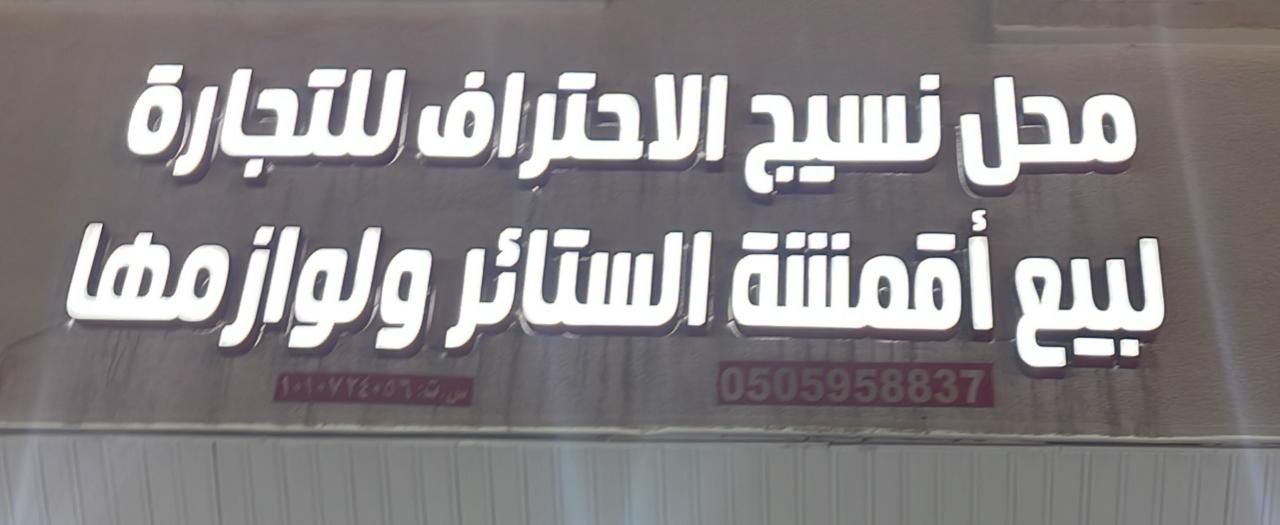 محل نسيج الاحتراف للتجارة
لبيع أقمشة الستائر ولوازمها
0505958837
س.ت: ١٠١٠٧٢٤٠٥٦